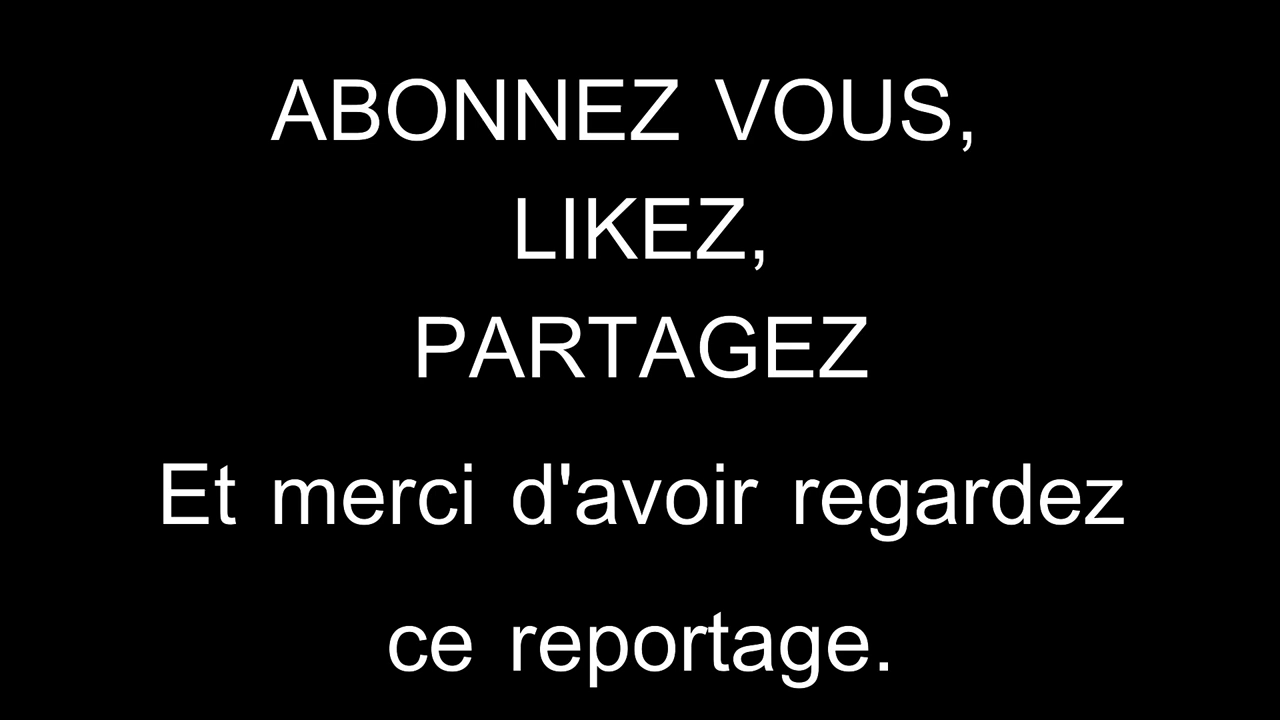 ABONNEZ VOUS,
LIKEZ,
PARTAGEZ
Et merci d'avoir regardez
ce reportage.